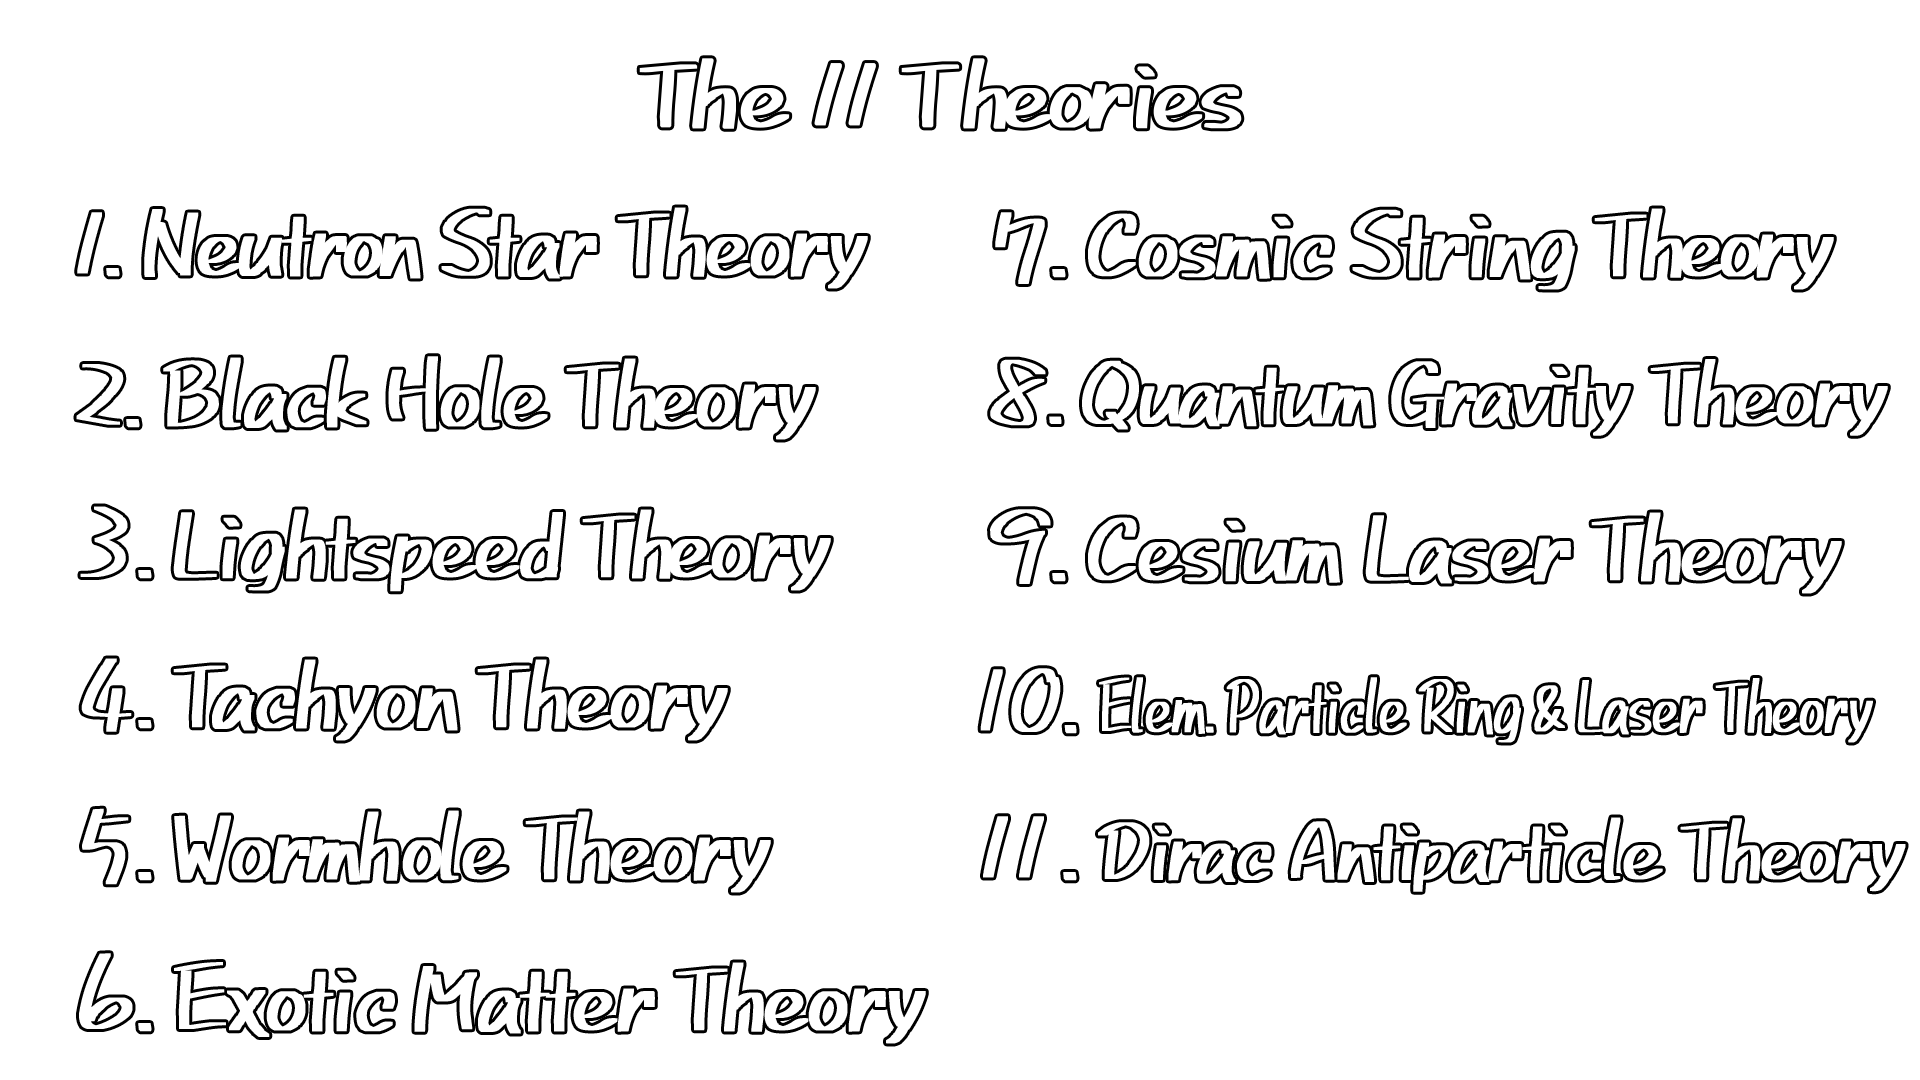 The 11 Theories
1. Neutron Star Theory
2. Black Hole Theory
3. Lightspeed Theory
4. Tachyon Theory
5. Wormhole Theory
6. Exotic Matter Theory
7. Cosmic String Theory
8. Quantum Gravity Theory
9. Cesium Laser Theory
10. Elem. Particle Ring & Laser Theory
11. Dirac Antiparticle Theory